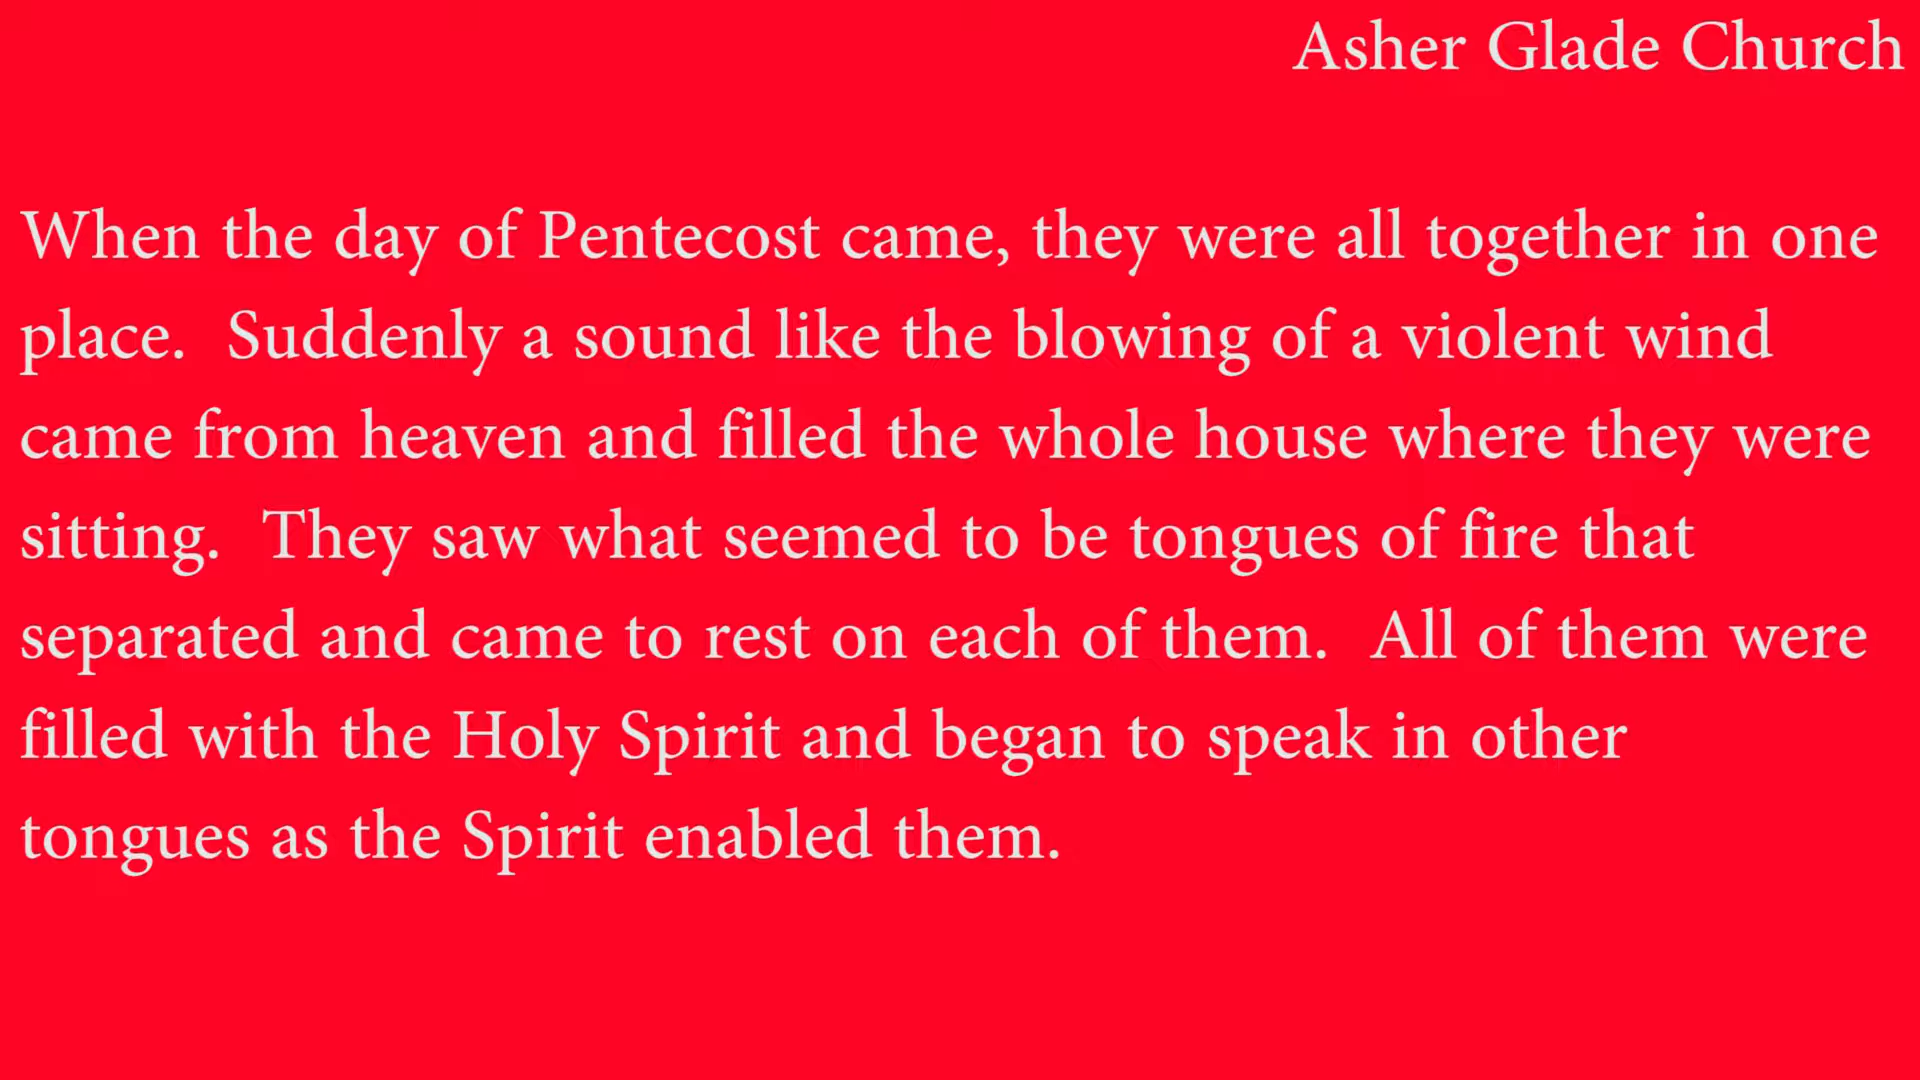 Asher Glade Church
When the day of Pentecost came, they were all together in one
place.  Suddenly a sound like the blowing of a violent wind
came from heaven and filled the whole house where they were
sitting.  They saw what seemed to be tongues of fire that
separated and came to rest on each of them.  All of them were
filled with the Holy Spirit and began to speak in other
tongues as the Spirit enabled them.